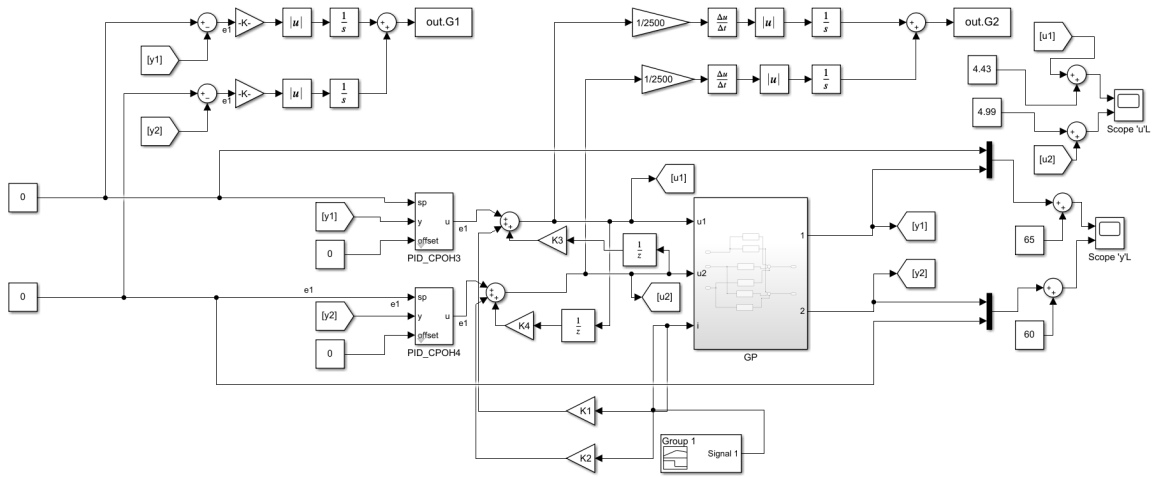 -K-
|u|
1
s
out.G1
e1
[y1]
-K-
|u|
1
s
e1
[y2]
1/2500
Δu
Δt
|u|
1
s
out.G2
1/2500
Δu
Δt
|u|
1
s
[u1]
4.43
4.99
[u2]
Scope 'u'L
0
[y1]
0
sp
y
u
offset
PID_CPOH3
e1
K3
1
z
[u1]
u1
u2
i
1
2
GP
[y1]
[y2]
65
Scope 'y'L
60
0
e1
e1
[y2]
0
sp
y
u
offset
PID_CPOH4
e1
K4
1
z
[u2]
K1
K2
Group 1
Signal 1